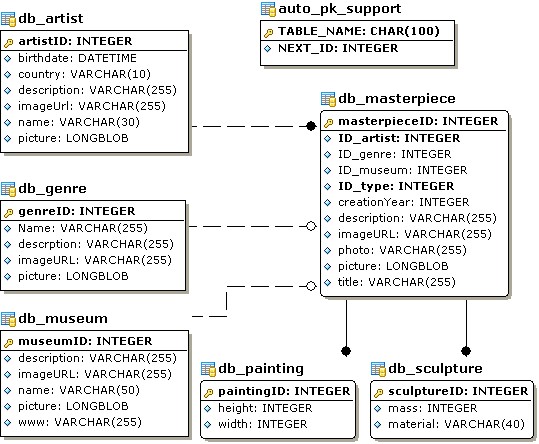 db_artist
artistID: INTEGER
birthdate: DATETIME
country: VARCHAR(10)
description: VARCHAR(255)
imageUrl: VARCHAR(255)
name: VARCHAR(30)
picture: LONGBLOB
auto_pk_support
TABLE_NAME: CHAR(100)
NEXT_ID: INTEGER
db_masterpiece
masterpieceID: INTEGER
ID_artist: INTEGER
ID_genre: INTEGER
ID_museum: INTEGER
ID_type: INTEGER
creationYear: INTEGER
description: VARCHAR(255)
imageURL: VARCHAR(255)
photo: VARCHAR(255)
picture: LONGBLOB
title: VARCHAR(255)
db_genre
genreID: INTEGER
Name: VARCHAR(255)
descrption: VARCHAR(255)
imageURL: VARCHAR(255)
picture: LONGBLOB
db_museum
museumID: INTEGER
description: VARCHAR(255)
imageURL: VARCHAR(255)
name: VARCHAR(50)
picture: LONGBLOB
www: VARCHAR(255)
db_painting
paintingID: INTEGER
height: INTEGER
width: INTEGER
db_sculpture
sculptureID: INTEGER
mass: INTEGER
material: VARCHAR(40)